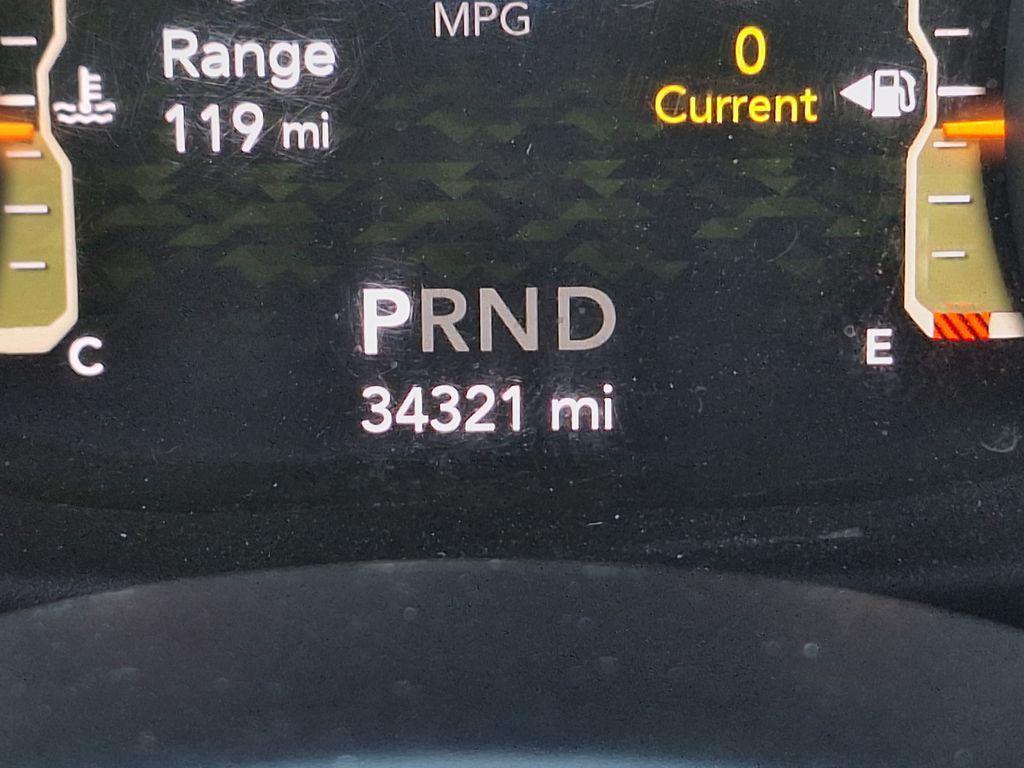 MPG
Range
119 mi
0
Current
PRND
34321 mi
C
E